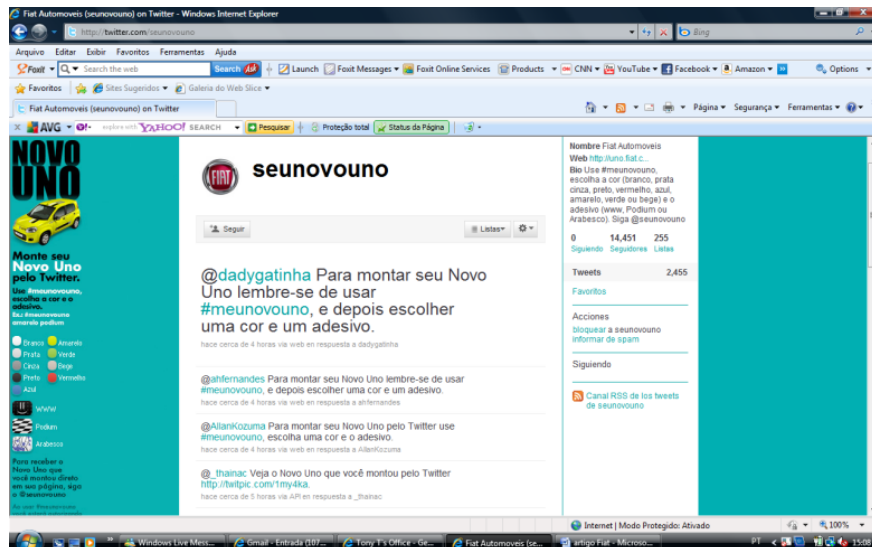 Fiat Automoveis (seunovouno) on Twitter - Windows Internet Explorer
http://twitter.com/seunovouno
Bing
Arquivo Editar Exibir Favoritos Ferramentas Ajuda
Foxit Search the web Search Launch Foxit Messages Foxit Online Services Products CNN YouTube Facebook Amazon Options
Favoritos Sites Sugeridos Galeria do Web Slice
Fiat Automoveis (seunovouno) on Twitter
Página Segurança Ferramentas
AVG explore with YAHOO! SEARCH Pesquisar Proteção total Status da Página
NOVO
UNO
Monte seu
Novo Uno
pelo Twitter.
Use #meunovouno,
escolha a cor e o
adesivo.
Ex.: #meunovouno
amarelo podium
Branco Amarelo
Prata Verde
Cinza Bege
Preto Vermelho
Azul
WWW
Podium
Arabesco
Para receber o
Novo Uno que
você montou direto
em sua página, siga
o @seunovouno
FIAT
seunovouno
Seguir
Listas
@dadygatinha Para montar seu Novo
Uno lembre-se de usar
#meunovouno, e depois escolher
uma cor e um adesivo.
hace cerca de 4 horas via web en respuesta a dadygatinha
@ahfernandes Para montar seu Novo Uno lembre-se de usar
#meunovouno, e depois escolher uma cor e um adesivo.
hace cerca de 4 horas via web en respuesta a ahfernandes
@AllanKozuma Para montar seu Novo Uno pelo Twitter use
#meunovouno, escolha uma cor e o adesivo.
hace cerca de 4 horas via web en respuesta a AllanKozuma
@_thainac Veja o Novo Uno que você montou pelo Twitter
http://twitpic.com/1my4ka.
hace cerca de 5 horas via API en respuesta a _thainac
Nombre Fiat Automoveis
Web http://uno.fiat.c...
Bio Use #meunovouno,
escolha a cor (branco, prata
cinza, preto, vermelho, azul,
amarelo, verde ou bege) e o
adesivo (www, Podium ou
Arabesco). Siga @seunovouno
0 14,451 255
Siguiendo Seguidores Listas
Tweets 2,455
Favoritos
Acciones
bloquear a seunovouno
informar de spam
Siguiendo
Canal RSS de los tweets
de seunovouno
Internet | Modo Protegido: Ativado 100%
Windows Live Mess... Gmail - Entrada (107... Tony T's Office - Ge... Fiat Automoveis (se... artigo Fiat - Microso... PT 15:08